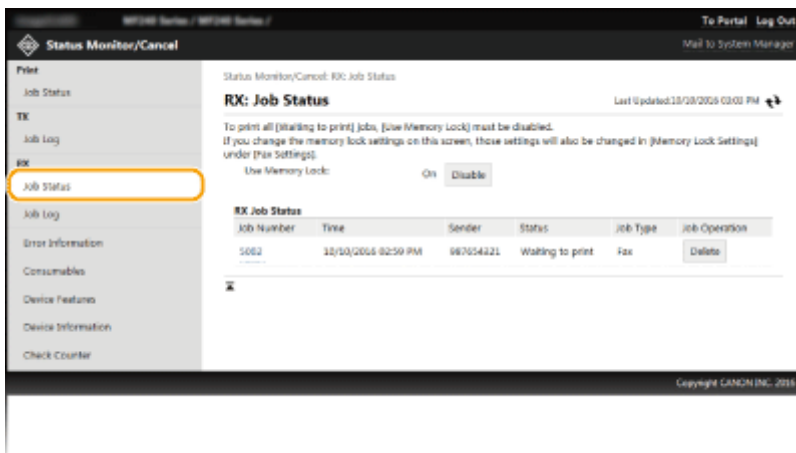 MF240 Series / MF240 Series /
To Portal Log Out
Status Monitor/Cancel
Mail to System Manager
Print
Job Status
TX
Job Log
RX
Job Status
Job Log
Error Information
Consumables
Device Features
Device Information
Check Counter
Status Monitor/Cancel: RX: Job Status
RX: Job Status
Last Updated:10/10/2016 03:03 PM
To print all [Waiting to print] jobs, [Use Memory Lock] must be disabled.
If you change the memory lock settings on this screen, those settings will also be changed in [Memory Lock Settings]
under [Fax Settings].
Use Memory Lock: On Disable
RX Job Status
Job Number Time Sender Status Job Type Job Operation
5082 10/10/2016 02:59 PM 987654321 Waiting to print Fax Delete
Copyright CANON INC. 2016